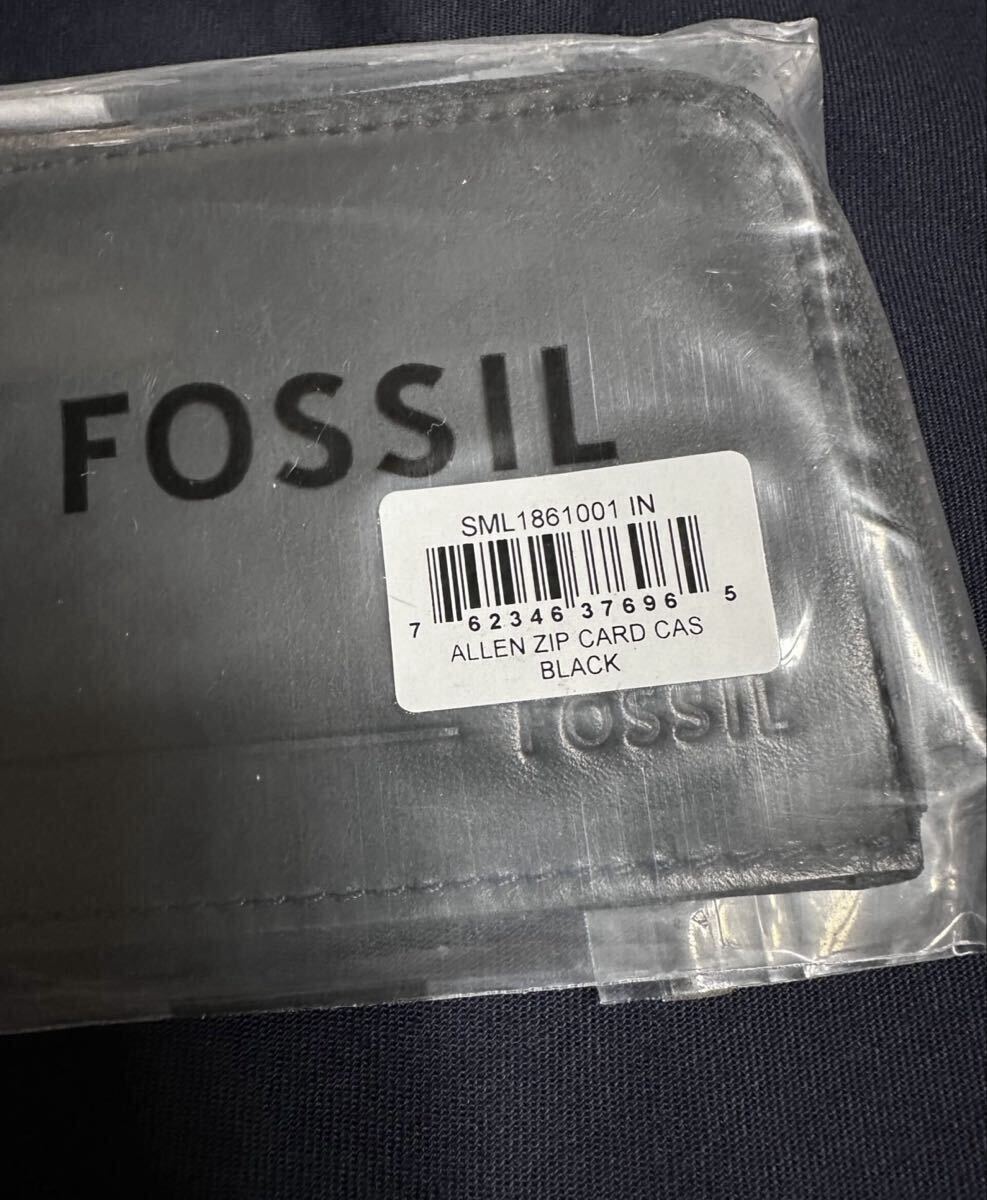 FOSSIL
SML1861001 IN
7 62346 37696 5
ALLEN ZIP CARD CAS
BLACK
FOSSIL